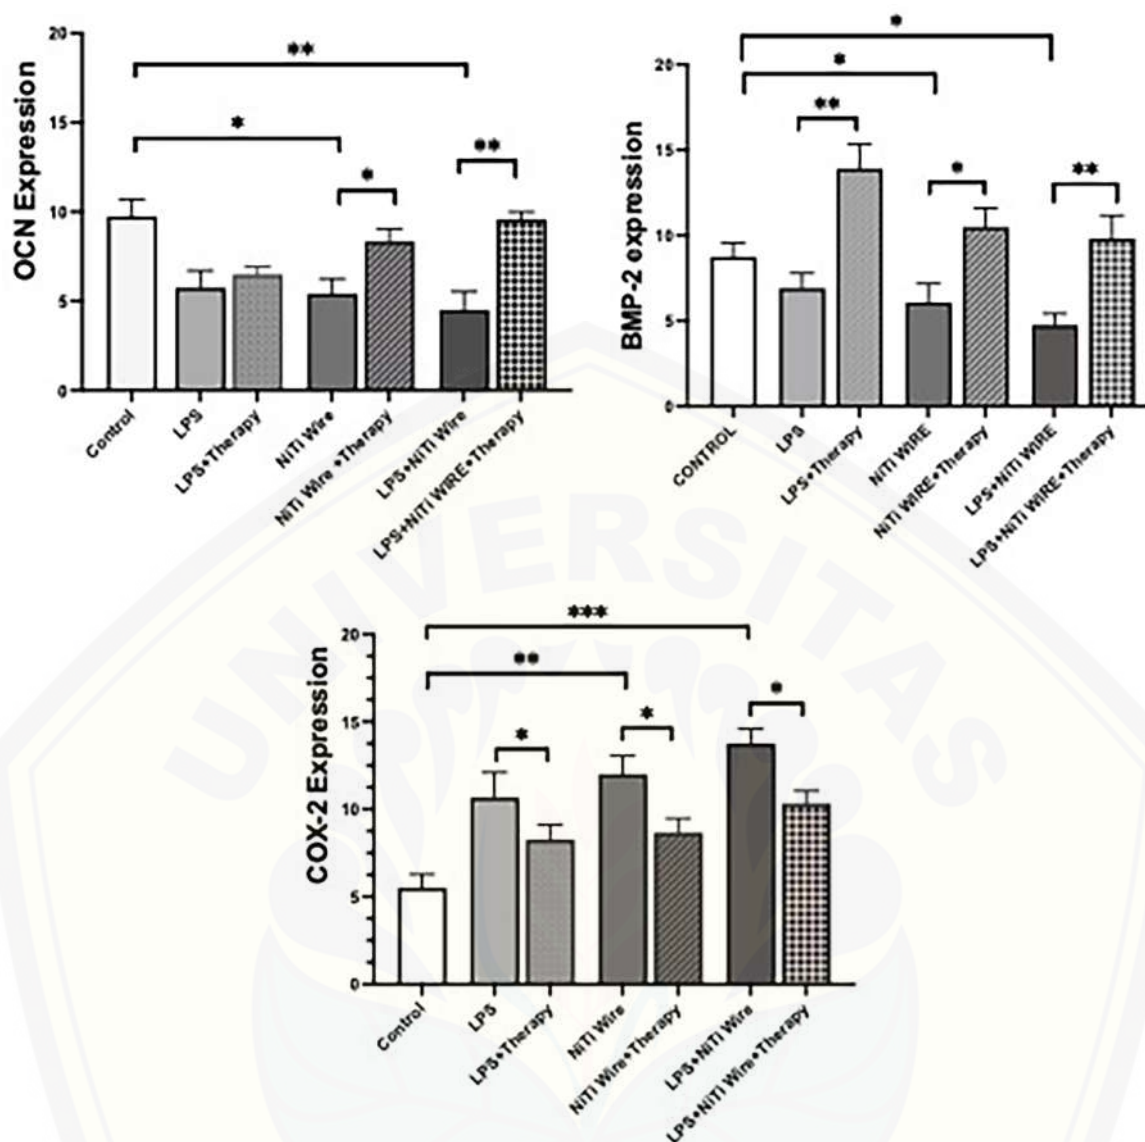 OCN Expression
20
15
10
5
0
**
*
*
**
Control
LPS
LPS+Therapy
NiTi Wire
NiTi Wire +Therapy
LPS+NiTi Wire
LPS+NiTi WIRE+Therapy
BMP-2 expression
20
15
10
5
0
*
*
**
*
**
CONTROL
LPS
LPS+Therapy
NiTi WIRE
NiTi WIRE+Therapy
LPS+NiTi WIRE
LPS+NiTi WIRE+Therapy
UNIVERSITAS
COX-2 Expression
20
15
10
5
0
***
**
*
*
*
Control
LPS
LPS+Therapy
NiTi Wire
NiTi Wire+Therapy
LPS+NiTi Wire
LPS+NiTi Wire+Therapy